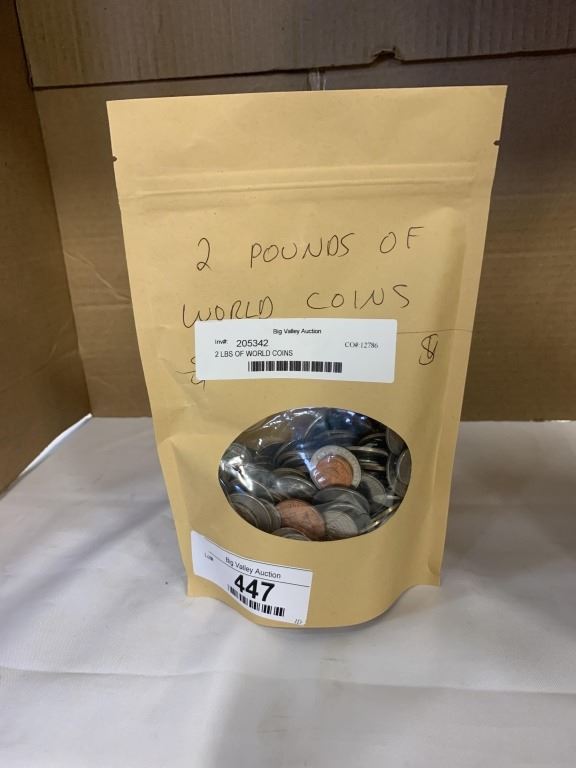 2 POUNDS OF
WORLD COINS
Big Valley Auction
Inv#: 205342 CO#:12786
2 LBS OF WORLD COINS
$
Big Valley Auction
Lot#
447